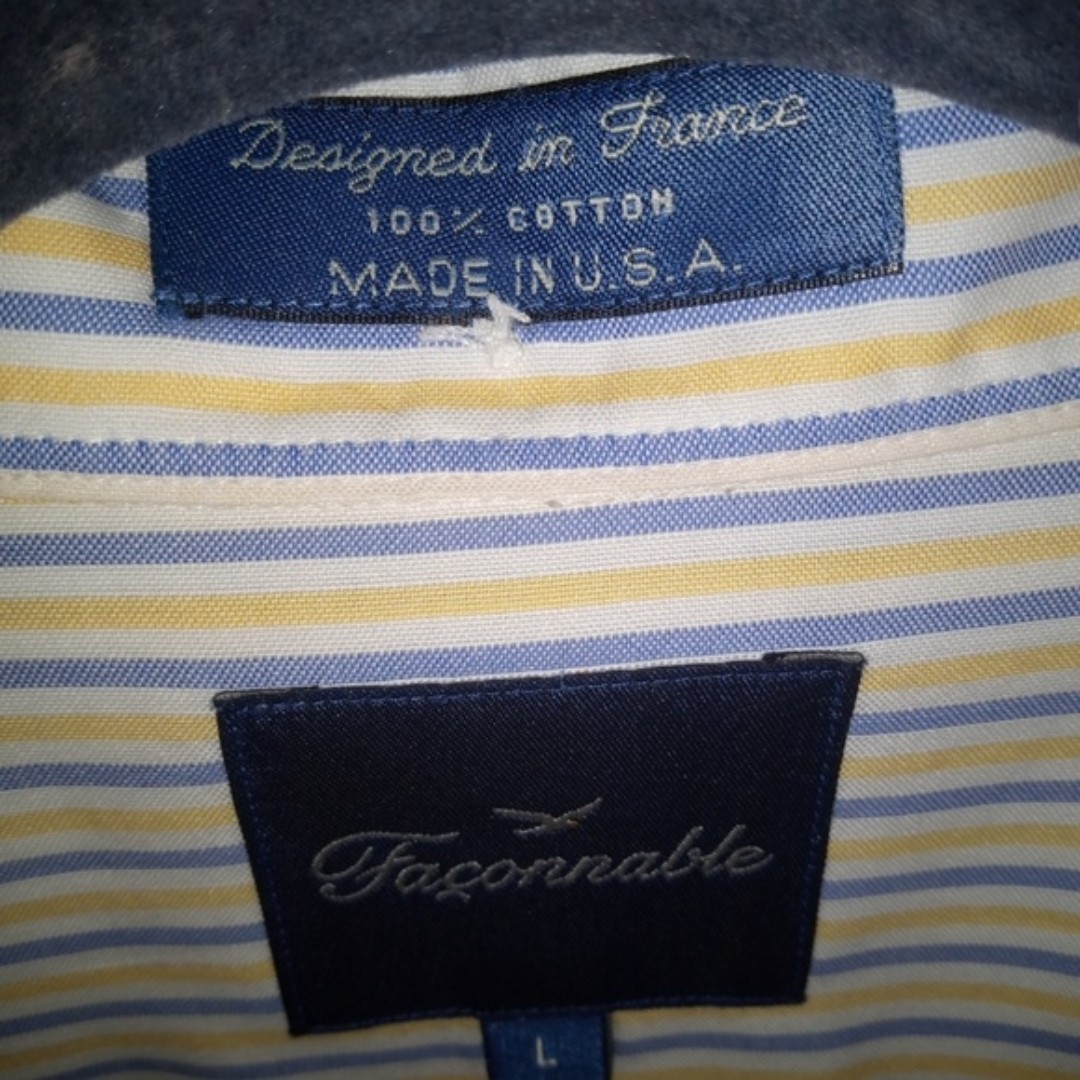 Designed in France
100% COTTON
MADE IN U.S.A.
Façonnable
L